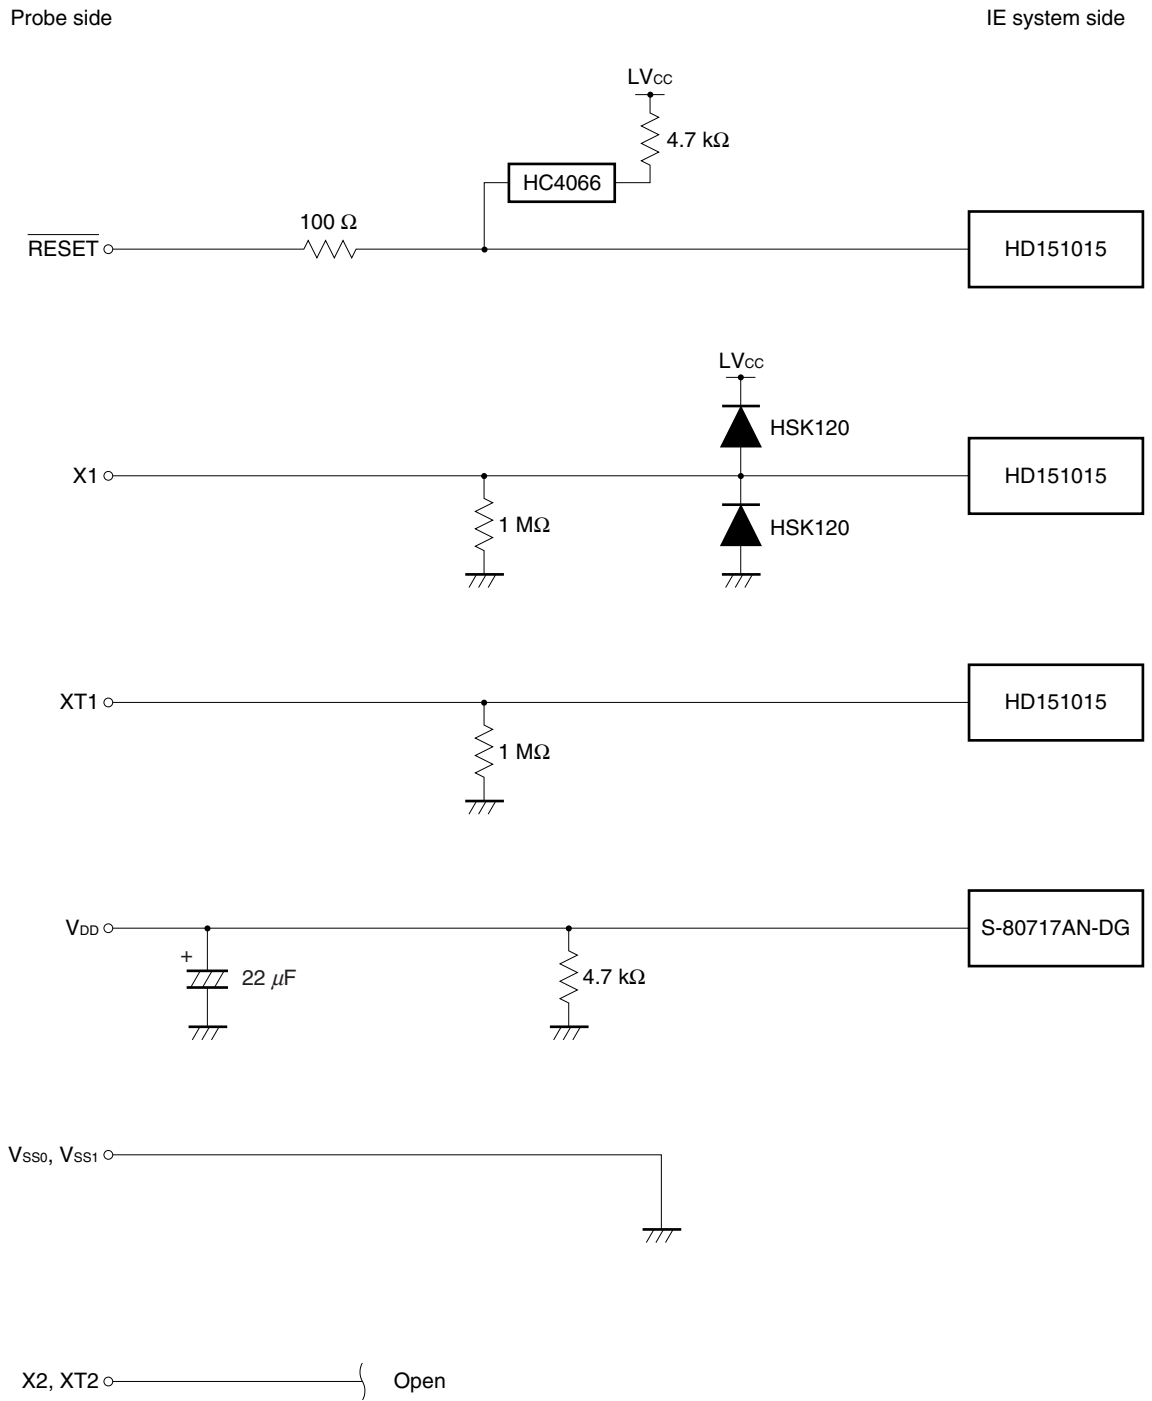 Probe side
IE system side
LVCC
4.7 kΩ
HC4066
100 Ω
RESET
HD151015
LVCC
HSK120
X1
HD151015
1 MΩ
HSK120
XT1
HD151015
1 MΩ
VDD
S-80717AN-DG
+
22 μF
4.7 kΩ
VSS0, VSS1
X2, XT2
Open